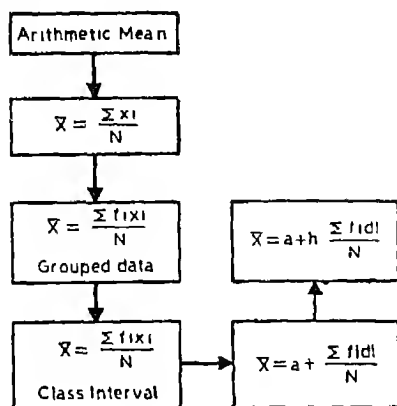 Arithmetic Mean
X̄ = Σxi / N
X̄ = Σfixi / N
Grouped data
X̄ = Σfixi / N
Class Interval
X̄ = a + Σfidi / N
X̄ = a+h Σfidi / N